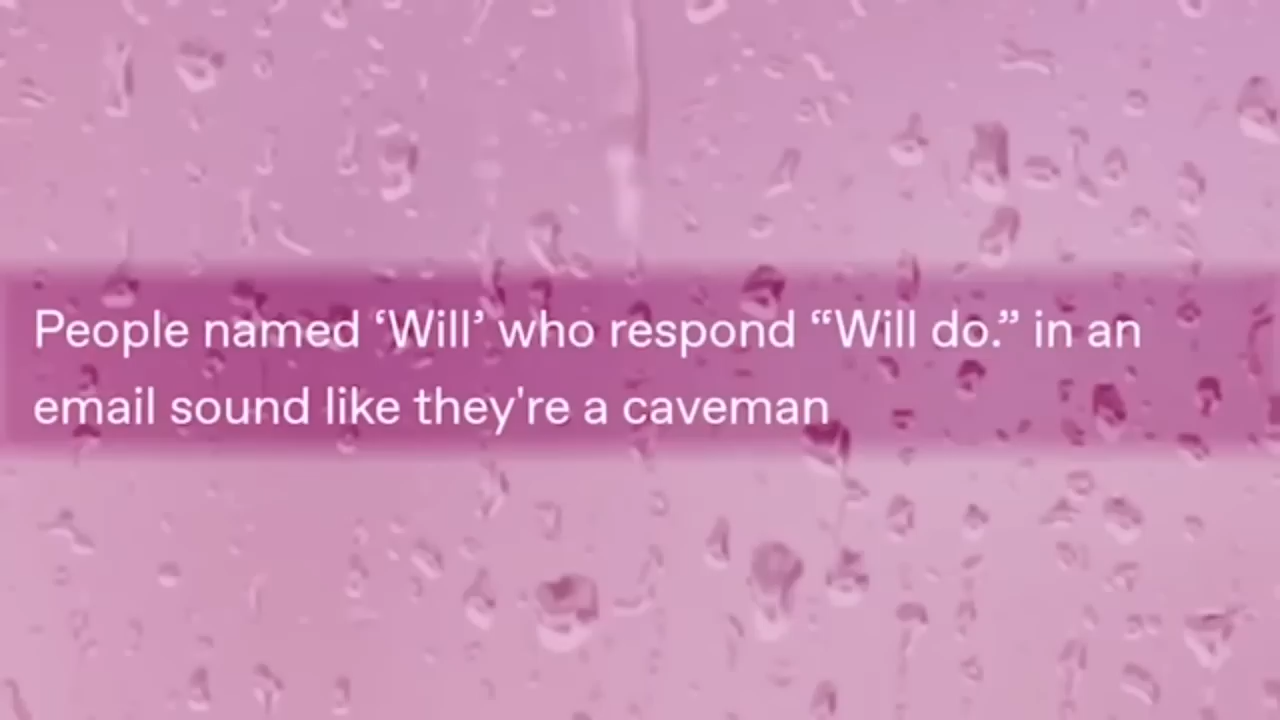 People named ‘Will’ who respond “Will do.” in an
email sound like they're a caveman